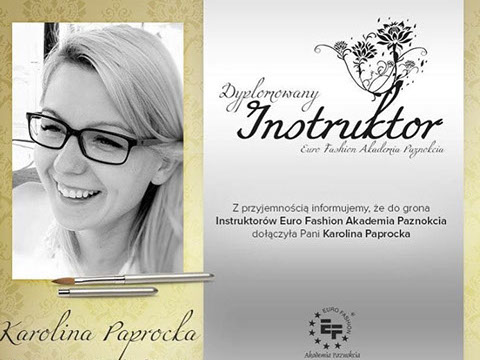 Dyplomowany
Instruktor
Euro Fashion Akademia Paznokcia
Z przyjemnością informujemy, że do grona
Instruktorów Euro Fashion Akademia Paznokcia
dołączyła Pani Karolina Paprocka
Karolina Paprocka
EURO FASHION
EF
Akademia Paznokcia